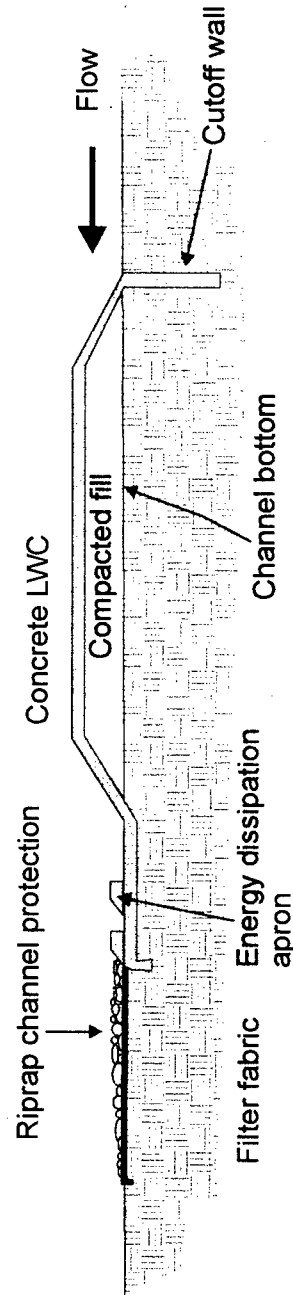 Concrete LWC
Riprap channel protection
Flow
Compacted fill
Cutoff wall
Channel bottom
Energy dissipation
apron
Filter fabric